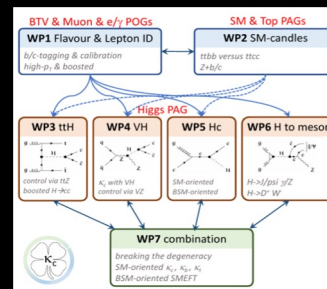 BTV & Muon & e/γ POGs
SM & Top PAGs
WP1 Flavour & Lepton ID
b/c-tagging & calibration
high-pT & boosted
WP2 SM-candles
ttbb versus ttcc
Z+b/c
Higgs PAG
WP3 ttH
control via ttZ
boosted H→cc
WP4 VH
κc with VH
control via VZ
WP5 Hc
SM-oriented
BSM-oriented
WP6 H to meson
H->J/psi γ/Z
WP7 combination
breaking the degeneracy
SM-oriented
BSM-oriented SMEFT
κc